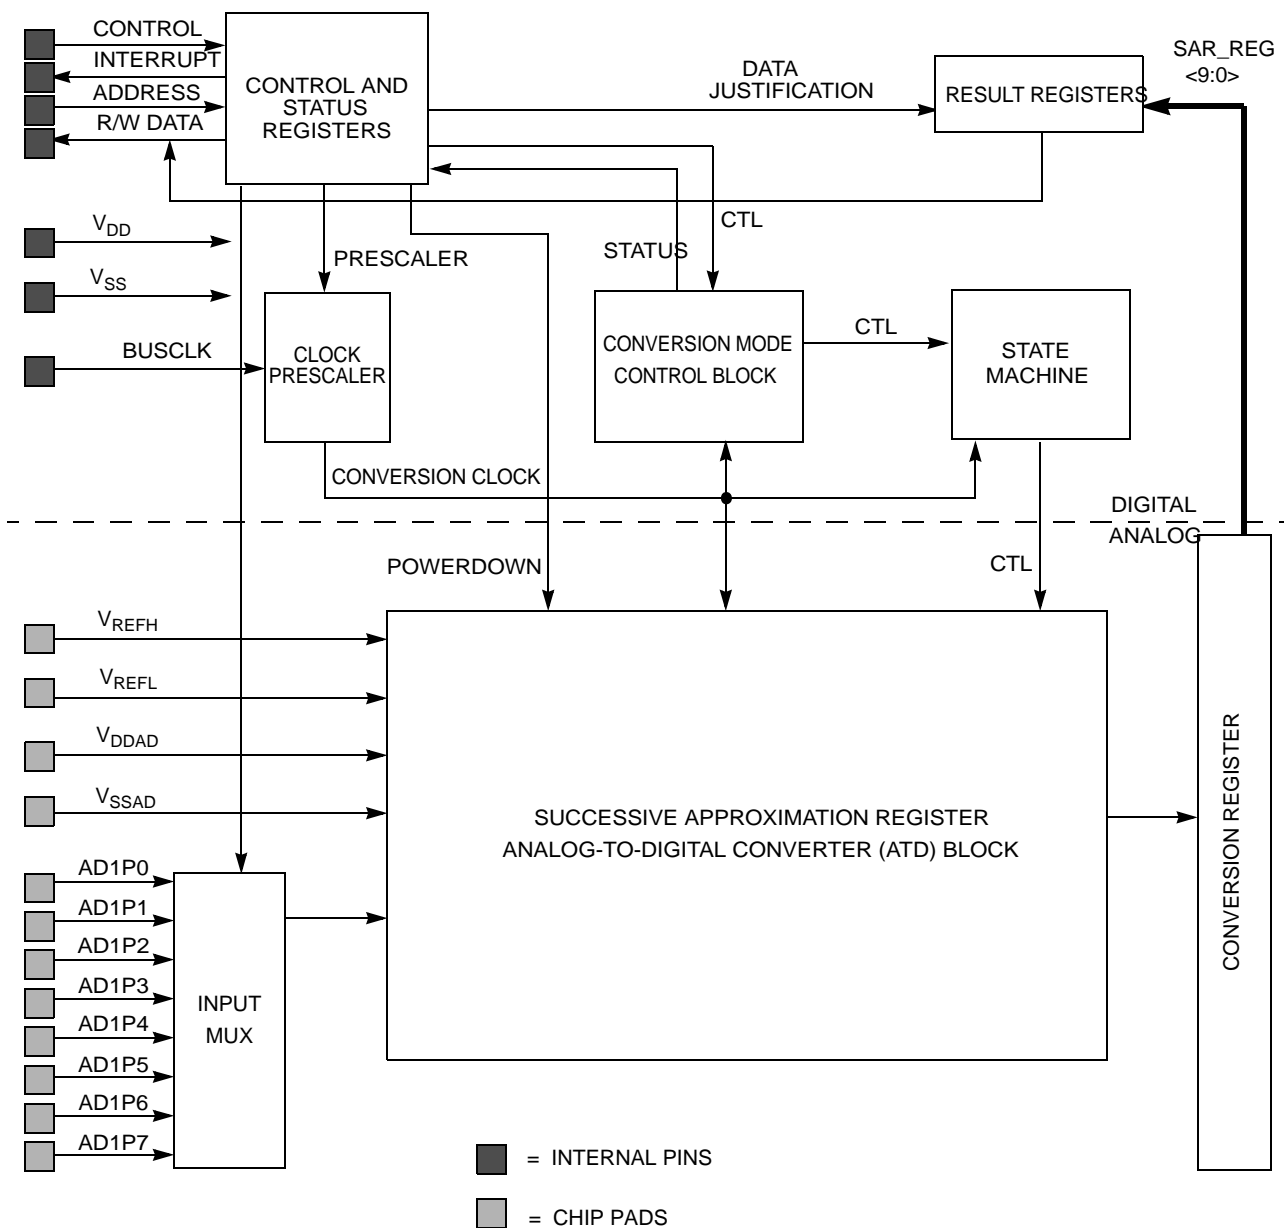 CONTROL
INTERRUPT
ADDRESS
R/W DATA
CONTROL AND
STATUS
REGISTERS
DATA
JUSTIFICATION
RESULT REGISTERS
SAR_REG
<9:0>
VDD
VSS
BUSCLK
PRESCALER
CLOCK
PRESCALER
STATUS
CTL
CONVERSION MODE
CONTROL BLOCK
CTL
STATE
MACHINE
CONVERSION CLOCK
DIGITAL
ANALOG
POWERDOWN
CTL
VREFH
VREFL
VDDAD
VSSAD
SUCCESSIVE APPROXIMATION REGISTER
ANALOG-TO-DIGITAL CONVERTER (ATD) BLOCK
CONVERSION REGISTER
AD1P0
AD1P1
AD1P2
AD1P3
AD1P4
AD1P5
AD1P6
AD1P7
INPUT
MUX
= INTERNAL PINS
= CHIP PADS